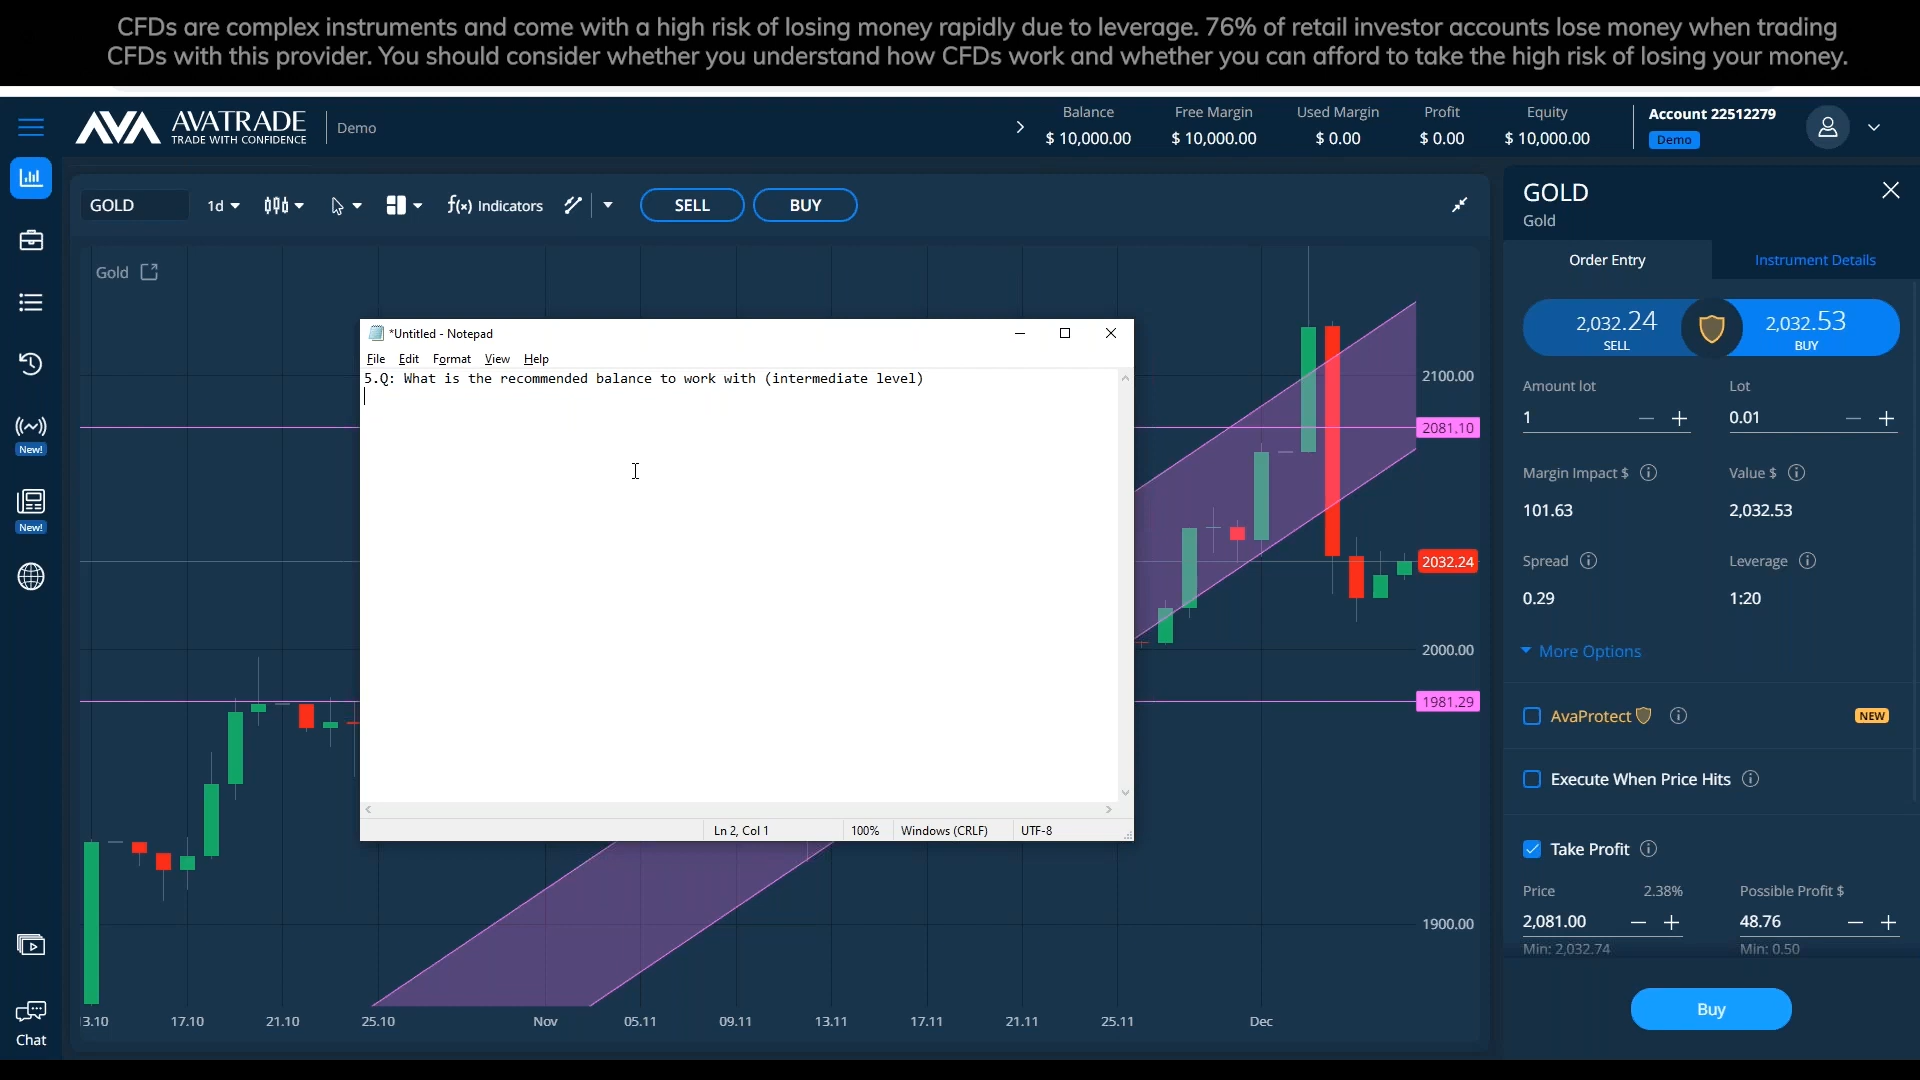 CFDs are complex instruments and come with a high risk of losing money rapidly due to leverage. 76% of retail investor accounts lose money when trading
CFDs with this provider. You should consider whether you understand how CFDs work and whether you can afford to take the high risk of losing your money.
AVA AVATRADE
TRADE WITH CONFIDENCE
Demo
Balance
$ 10,000.00
Free Margin
$ 10,000.00
Used Margin
$ 0.00
Profit
$ 0.00
Equity
$ 10,000.00
Account 22512279
Demo
GOLD
1d
f(x) Indicators
SELL
BUY
Gold
New!
New!
Chat
*Untitled - Notepad
File Edit Format View Help
5.Q: What is the recommended balance to work with (intermediate level)
Ln 2, Col 1
100%
Windows (CRLF)
UTF-8
2100.00
2081.10
2032.24
2000.00
1981.29
1900.00
3.10
17.10
21.10
25.10
Nov
05.11
09.11
13.11
17.11
21.11
25.11
Dec
GOLD
Gold
Order Entry
Instrument Details
2,032.24
SELL
2,032.53
BUY
Amount lot
Lot
1
0.01
Margin Impact $
Value $
101.63
2,032.53
Spread
Leverage
0.29
1:20
More Options
AvaProtect
NEW
Execute When Price Hits
Take Profit
Price
2.38%
Possible Profit $
2,081.00
48.76
Min: 2,032.74
Min: 0.50
Buy